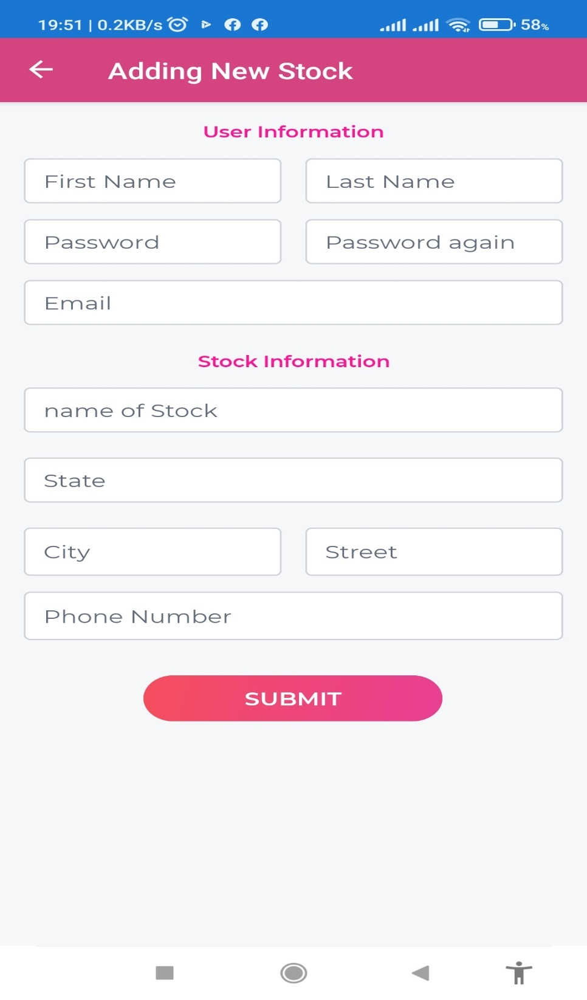 19:51 | 0.2KB/s 58%
Adding New Stock
User Information
First Name Last Name
Password Password again
Email
Stock Information
name of Stock
State
City Street
Phone Number
SUBMIT